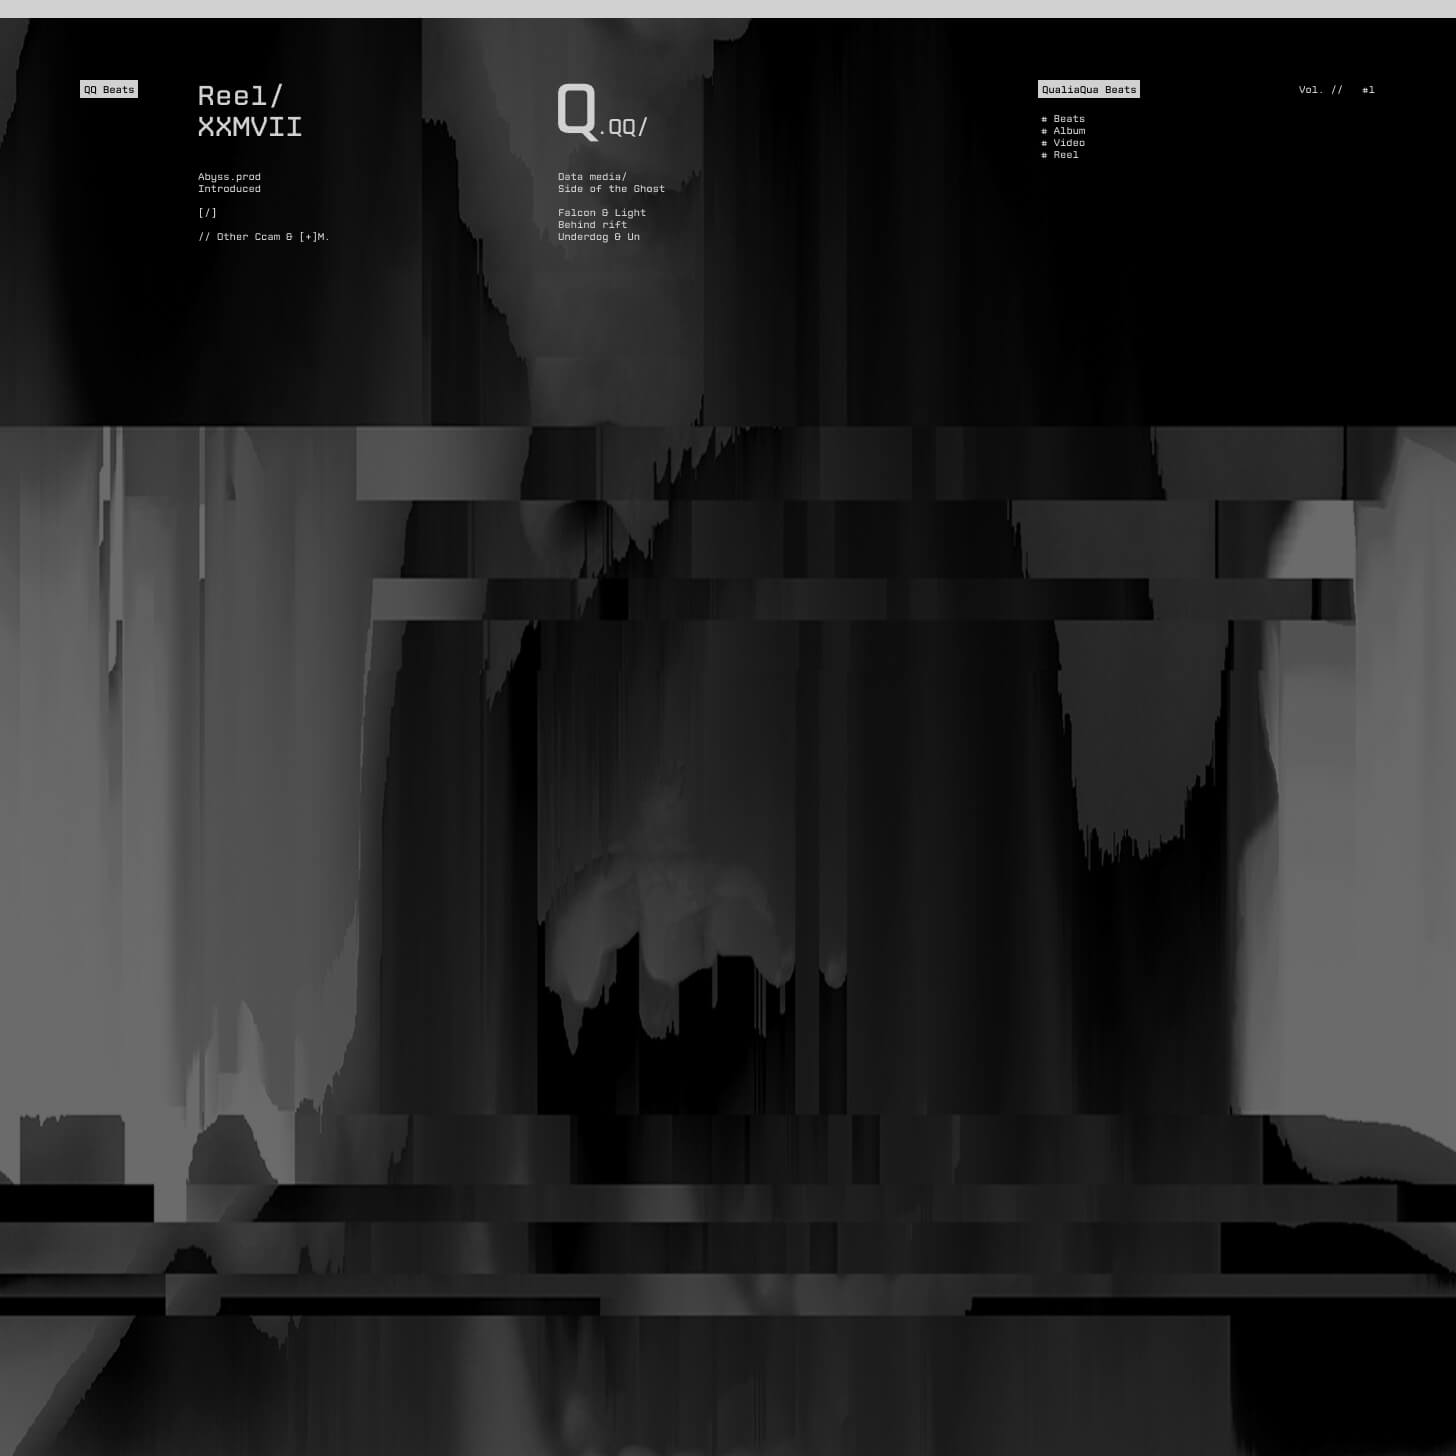 QQ Beats
Reel/
XXMVII
Abyss.prod
Introduced
[/]
// Other Ccam & [+]M.
Q.QQ/
Data media/
Side of the Ghost
Falcon & Light
Behind rift
Underdog & Un
QualiaQua Beats
# Beats
# Album
# Video
# Reel
Vol. // #1